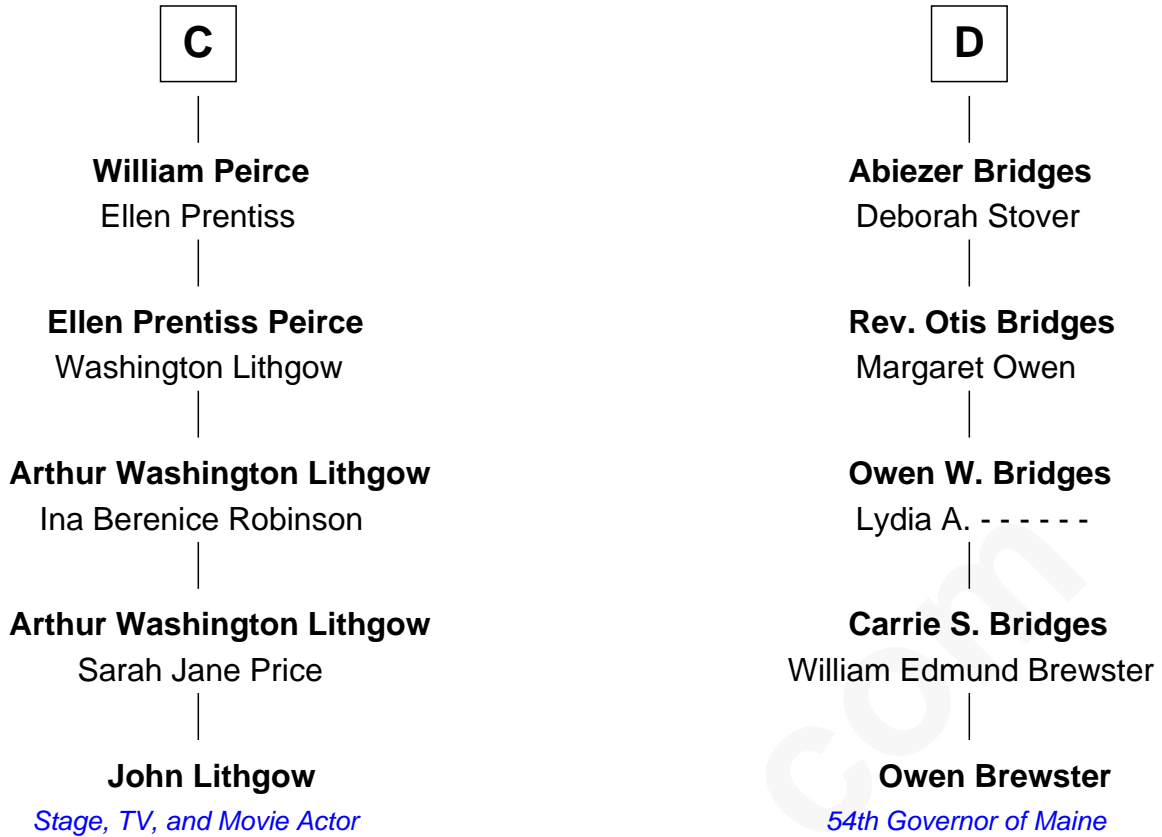 C
William Peirce
Ellen Prentiss
Ellen Prentiss Peirce
Washington Lithgow
Arthur Washington Lithgow
Ina Berenice Robinson
Arthur Washington Lithgow
Sarah Jane Price
John Lithgow
Stage, TV, and Movie Actor
D
Abiezer Bridges
Deborah Stover
Rev. Otis Bridges
Margaret Owen
Owen W. Bridges
Lydia A. - - - - - -
Carrie S. Bridges
William Edmund Brewster
Owen Brewster
54th Governor of Maine
com